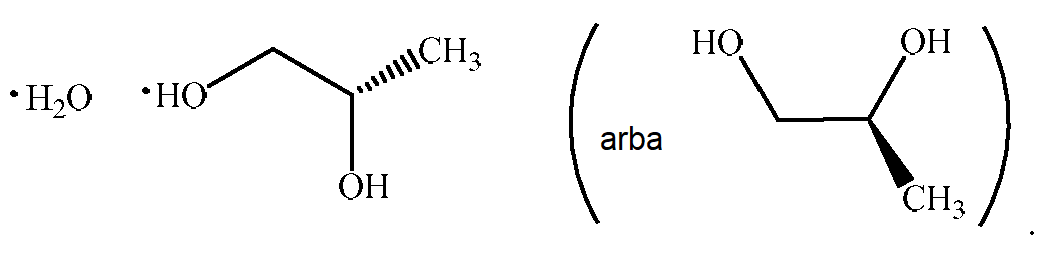 ·H₂O ·HO CH₃ OH
( arba HO OH CH₃ ) .